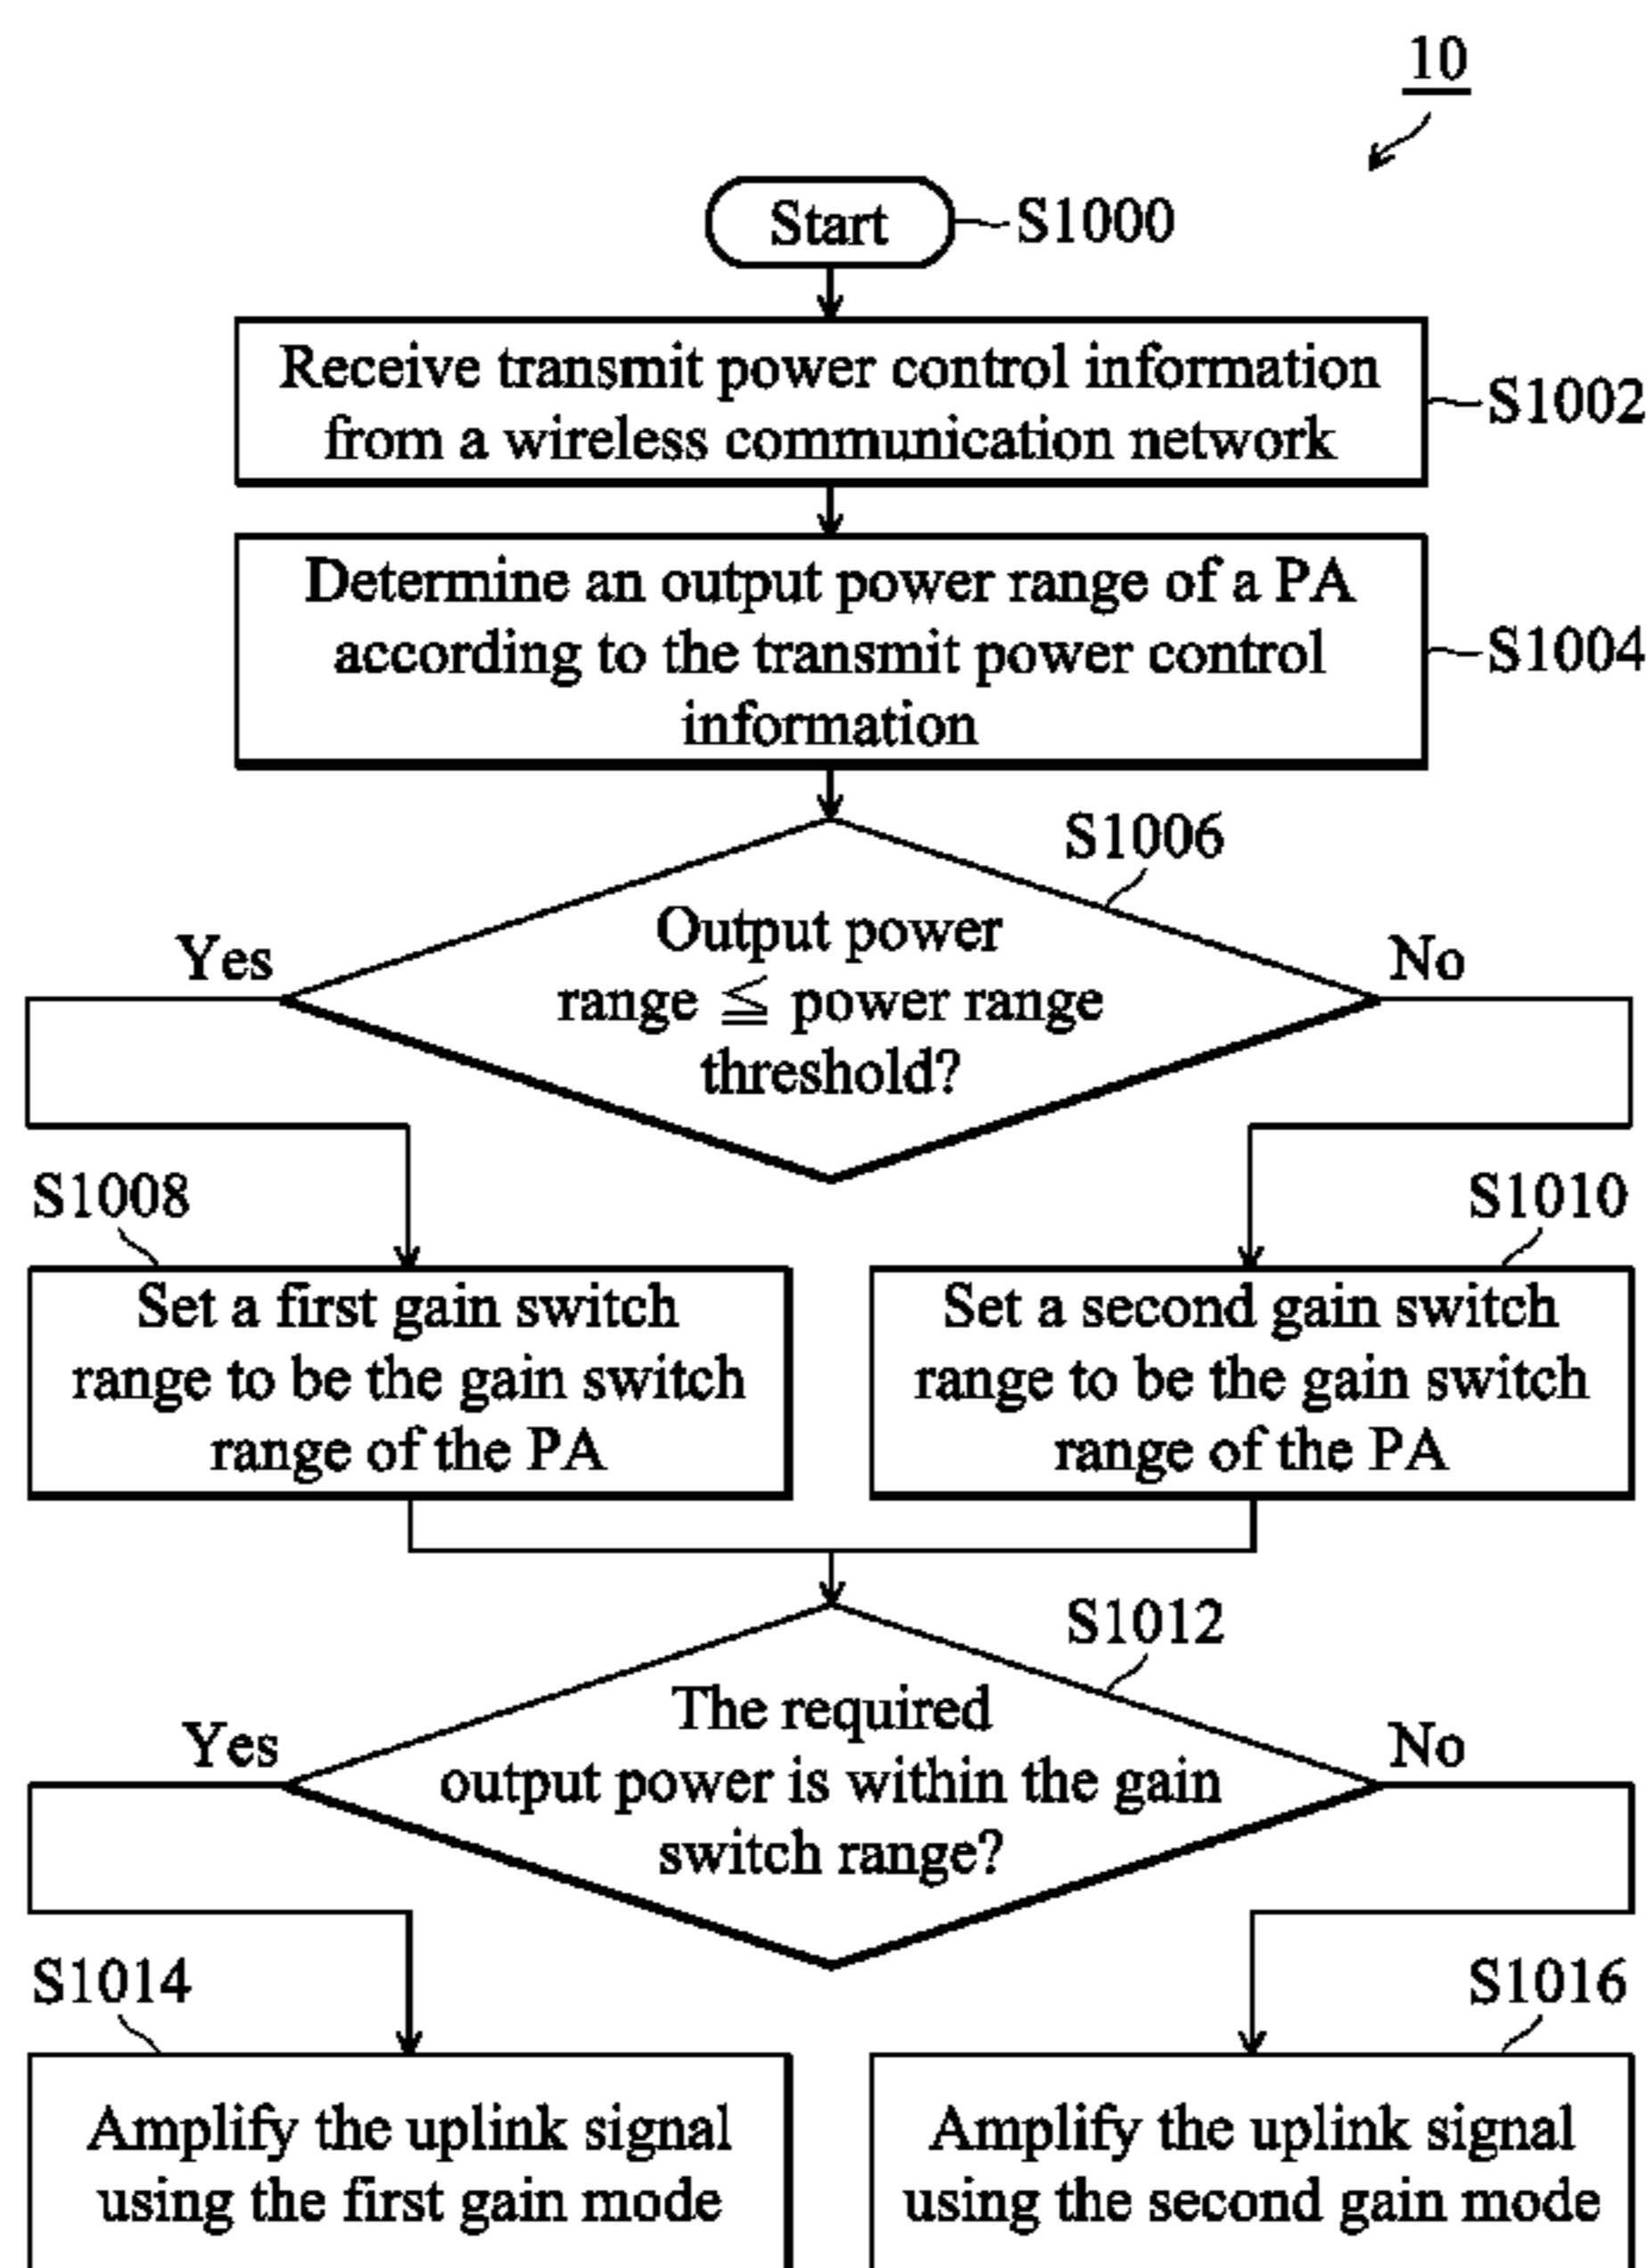 10
Start
S1000
Receive transmit power control information
from a wireless communication network
S1002
Determine an output power range of a PA
according to the transmit power control
information
S1004
S1006
Output power
range ≦ power range
threshold?
Yes
No
S1008
S1010
Set a first gain switch
range to be the gain switch
range of the PA
Set a second gain switch
range to be the gain switch
range of the PA
S1012
The required
output power is within the gain
switch range?
Yes
No
S1014
S1016
Amplify the uplink signal
using the first gain mode
Amplify the uplink signal
using the second gain mode